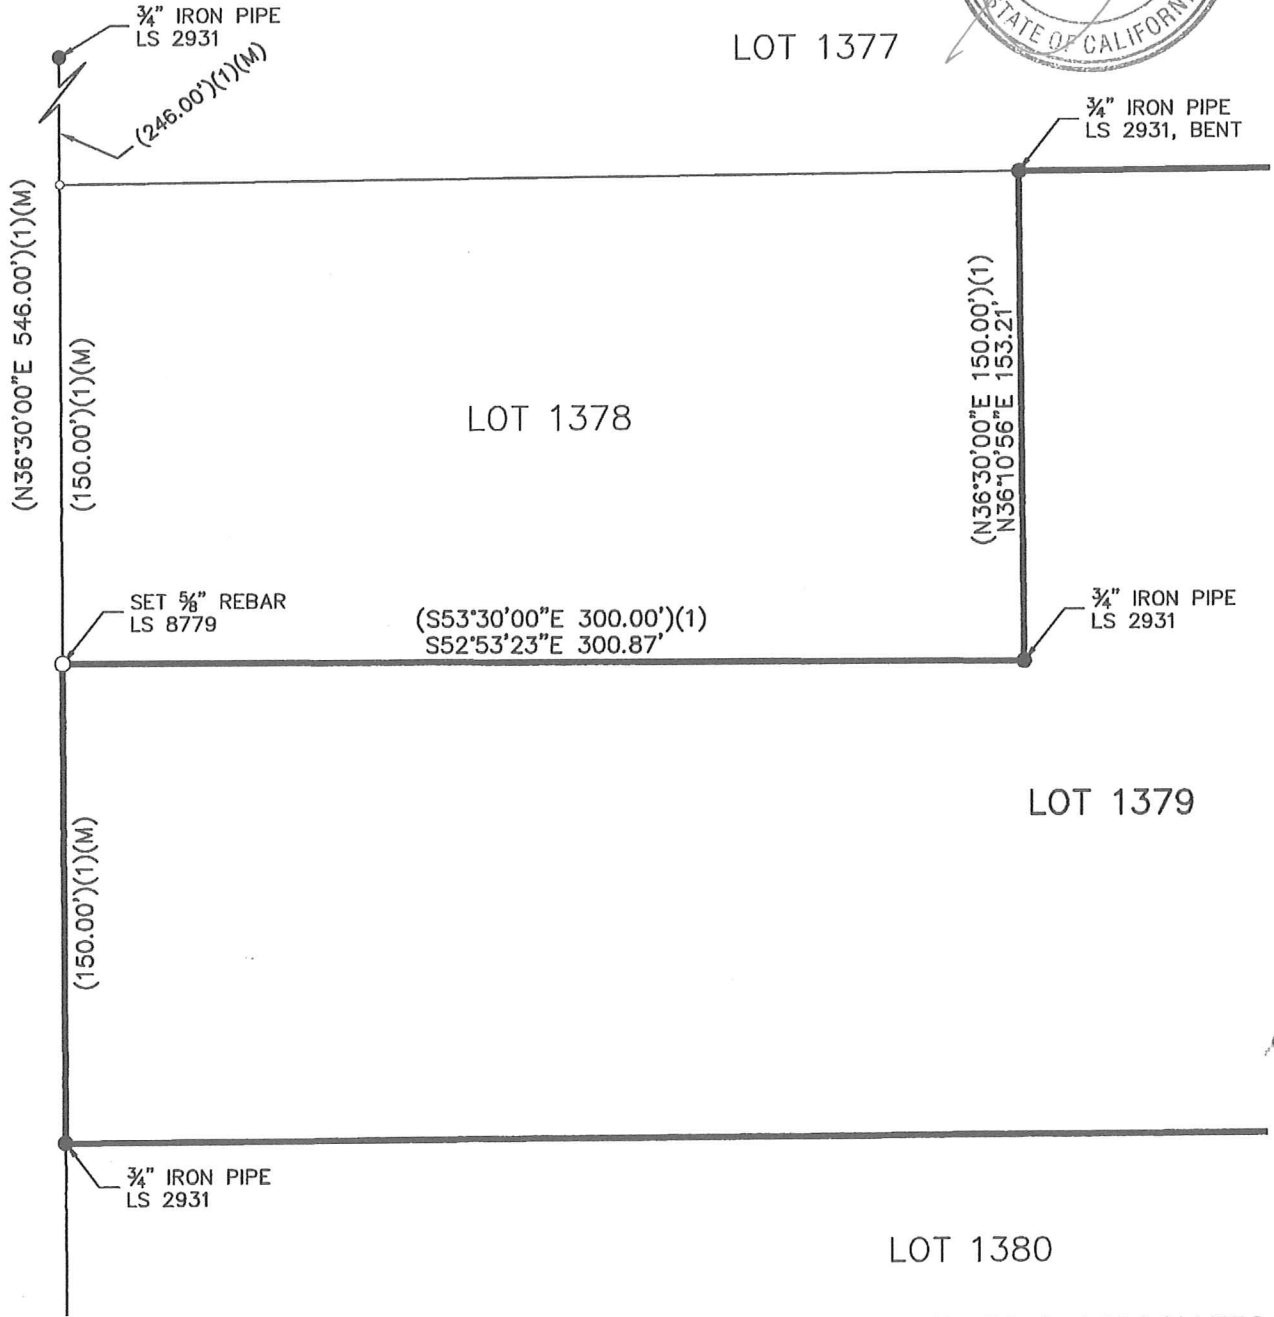 ¾" IRON PIPE
LS 2931
(246.00')(1)(M)
LOT 1377
STATE OF CALIFORN
¾" IRON PIPE
LS 2931, BENT
(N36°30'00"E 546.00')(1)(M)
(150.00')(1)(M)
LOT 1378
(N36°30'00"E 150.00')(1)
N36°10'56"E 153.21'
SET ⅝" REBAR
LS 8779
(S53°30'00"E 300.00')(1)
S52°53'23"E 300.87'
¾" IRON PIPE
LS 2931
LOT 1379
(150.00')(1)(M)
¾" IRON PIPE
LS 2931
LOT 1380